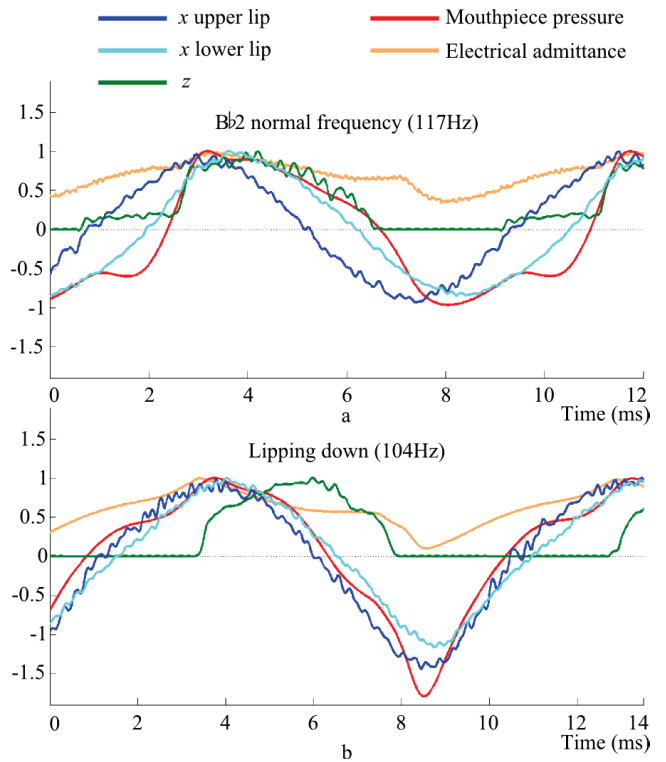 x upper lip
Mouthpiece pressure
x lower lip
Electrical admittance
z
B♭2 normal frequency (117Hz)
1.5
1
0.5
0
-0.5
-1
-1.5
0 2 4 6 8 10 12
a
Time (ms)
Lipping down (104Hz)
1.5
1
0.5
0
-0.5
-1
-1.5
0 2 4 6 8 10 12 14
Time (ms)
b